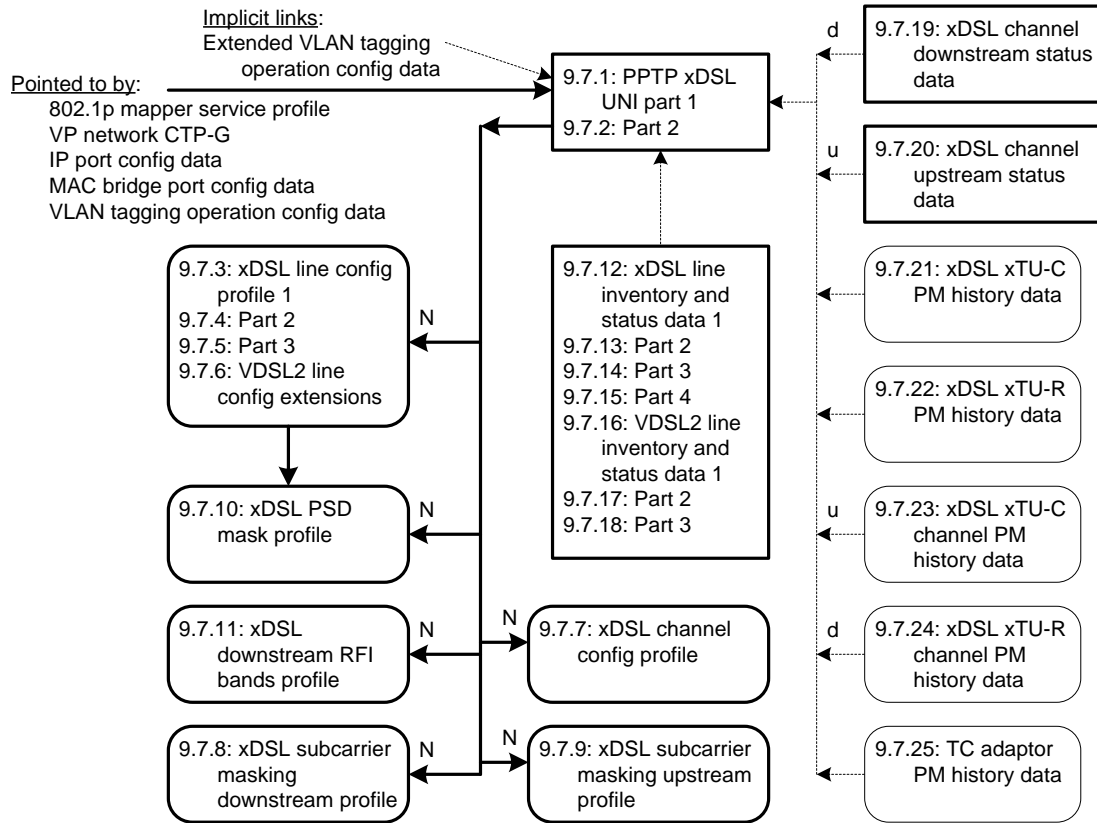 Implicit links:
Extended VLAN tagging
operation config data
Pointed to by:
802.1p mapper service profile
VP network CTP-G
IP port config data
MAC bridge port config data
VLAN tagging operation config data
9.7.1: PPTP xDSL
UNI part 1
9.7.2: Part 2
9.7.3: xDSL line config
profile 1
9.7.4: Part 2
9.7.5: Part 3
9.7.6: VDSL2 line
config extensions
N
9.7.10: xDSL PSD
mask profile
N
9.7.11: xDSL
downstream RFI
bands profile
N
9.7.8: xDSL subcarrier
masking
downstream profile
N
9.7.12: xDSL line
inventory and
status data 1
9.7.13: Part 2
9.7.14: Part 3
9.7.15: Part 4
9.7.16: VDSL2 line
inventory and
status data 1
9.7.17: Part 2
9.7.18: Part 3
N
9.7.7: xDSL channel
config profile
N
9.7.9: xDSL subcarrier
masking upstream
profile
d
9.7.19: xDSL channel
downstream status
data
u
9.7.20: xDSL channel
upstream status
data
9.7.21: xDSL xTU-C
PM history data
9.7.22: xDSL xTU-R
PM history data
u
9.7.23: xDSL xTU-C
channel PM
history data
d
9.7.24: xDSL xTU-R
channel PM
history data
9.7.25: TC adaptor
PM history data